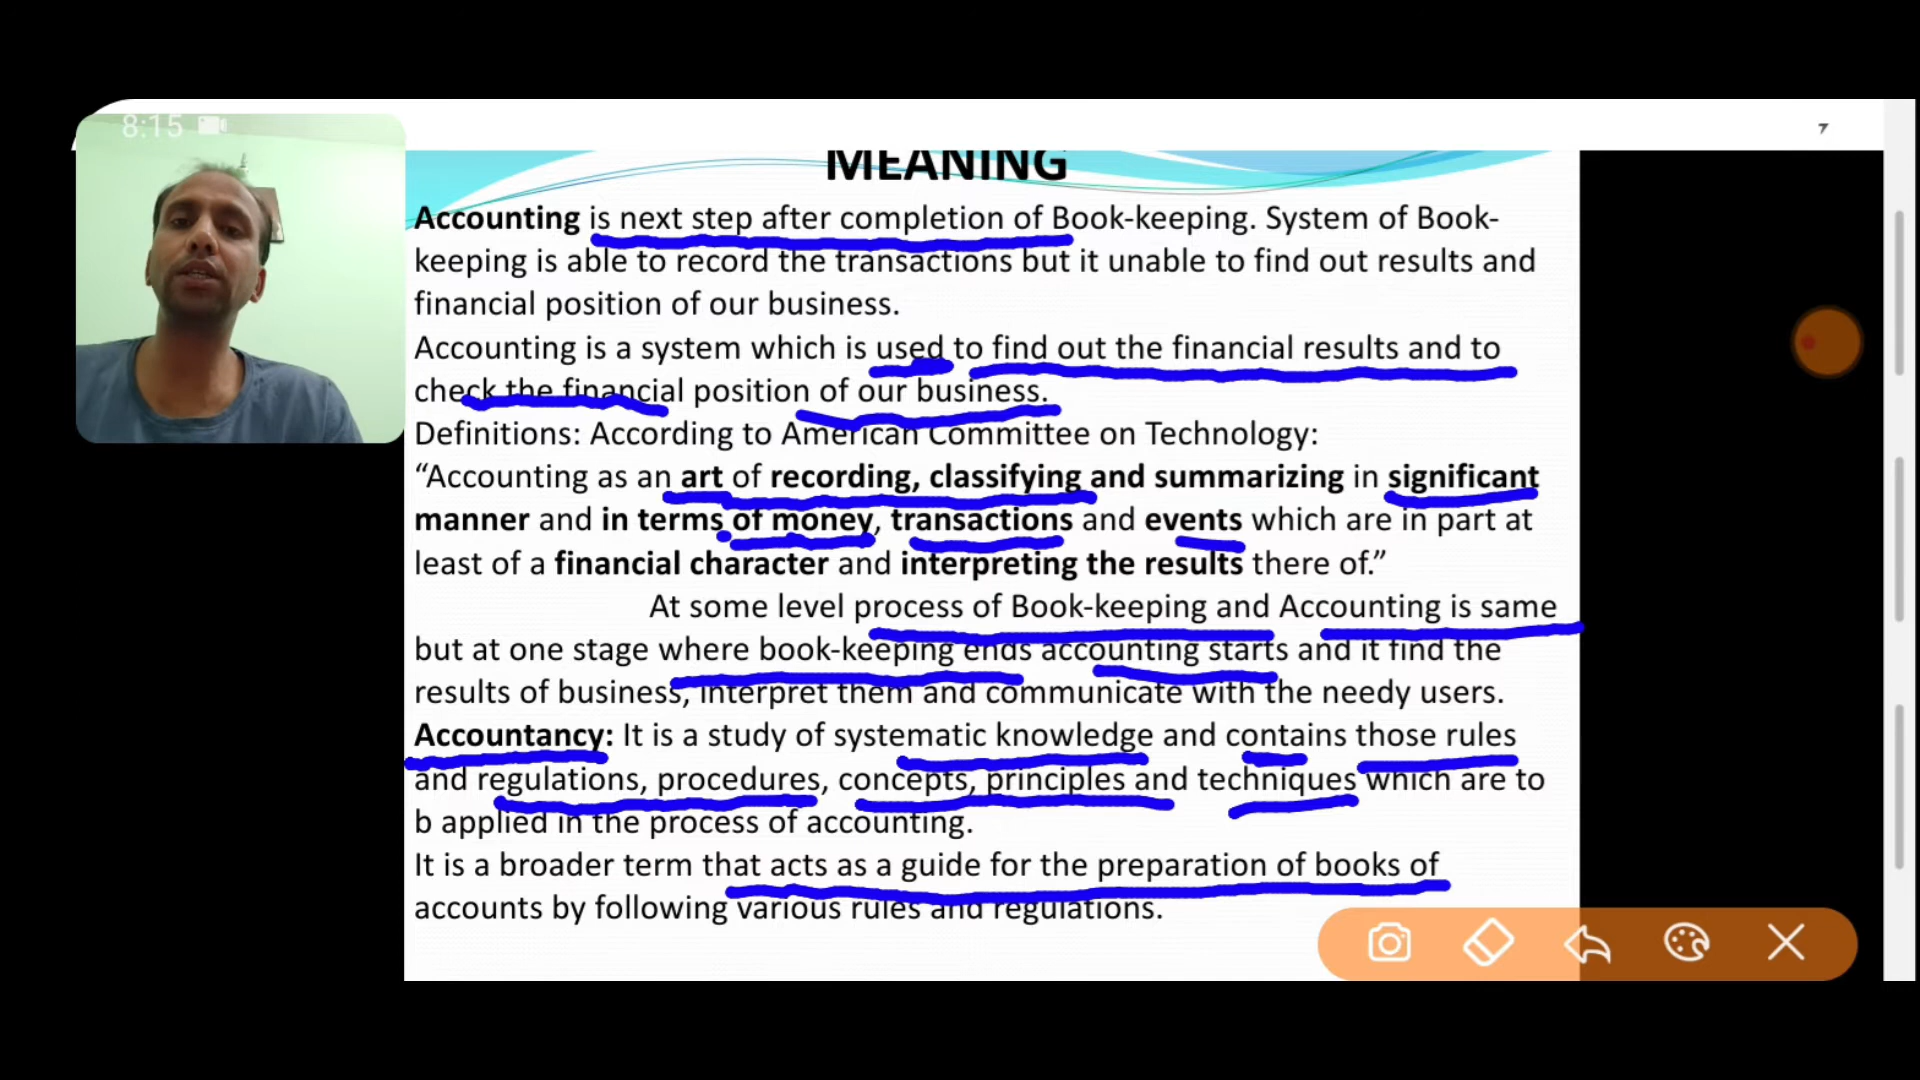 8:15
7
MEANING
Accounting is next step after completion of Book-keeping. System of Book-
keeping is able to record the transactions but it unable to find out results and
financial position of our business.
Accounting is a system which is used to find out the financial results and to
check the financial position of our business.
Definitions: According to American Committee on Technology:
“Accounting as an art of recording, classifying and summarizing in significant
manner and in terms of money, transactions and events which are in part at
least of a financial character and interpreting the results there of.”
At some level process of Book-keeping and Accounting is same
but at one stage where book-keeping ends accounting starts and it find the
results of business, interpret them and communicate with the needy users.
Accountancy: It is a study of systematic knowledge and contains those rules
and regulations, procedures, concepts, principles and techniques which are to
b applied in the process of accounting.
It is a broader term that acts as a guide for the preparation of books of
accounts by following various rules and regulations.